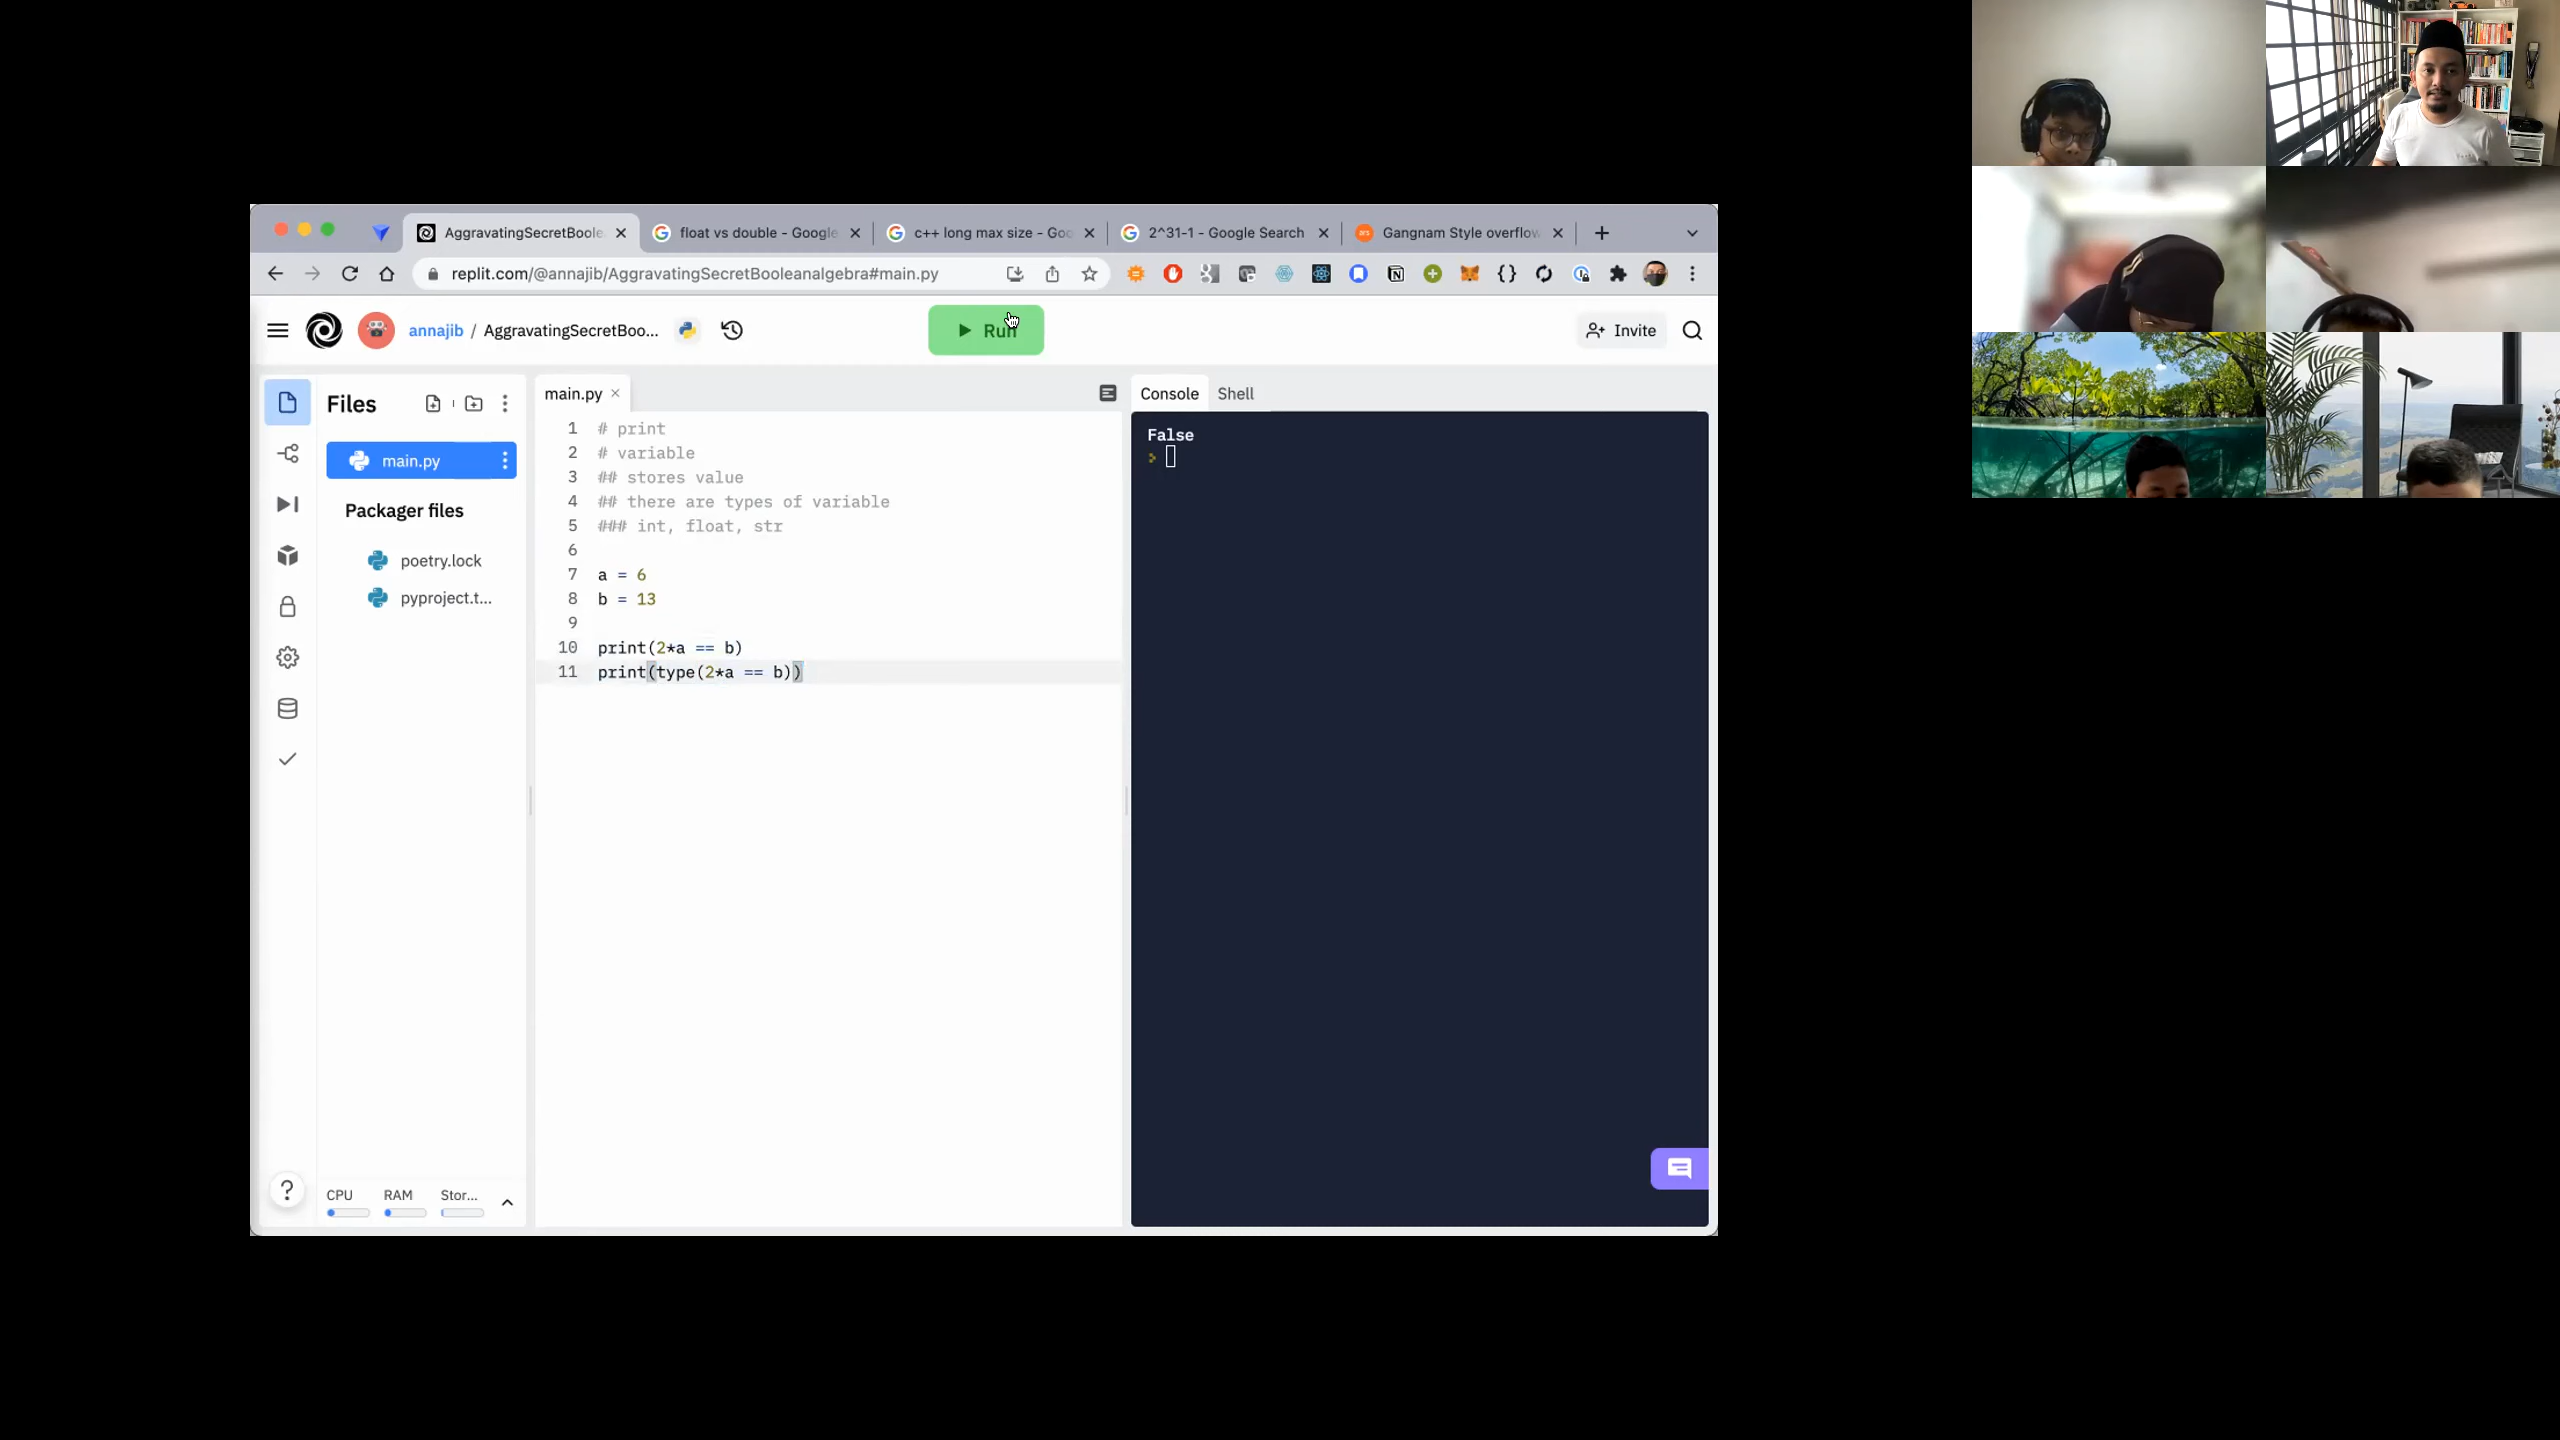 AggravatingSecretBoole
float vs double - Google
c++ long max size - Goo
2^31-1 - Google Search
Gangnam Style overflow
replit.com/@annajib/AggravatingSecretBooleanalgebra#main.py
annajib / AggravatingSecretBoo...
Run
Invite
Files
main.py
Packager files
poetry.lock
pyproject.t...
CPU RAM Stor...
main.py
1 # print
2 # variable
3 ## stores value
4 ## there are types of variable
5 ### int, float, str
6
7 a = 6
8 b = 13
9
10 print(2*a == b)
11 print(type(2*a == b))
Console Shell
False